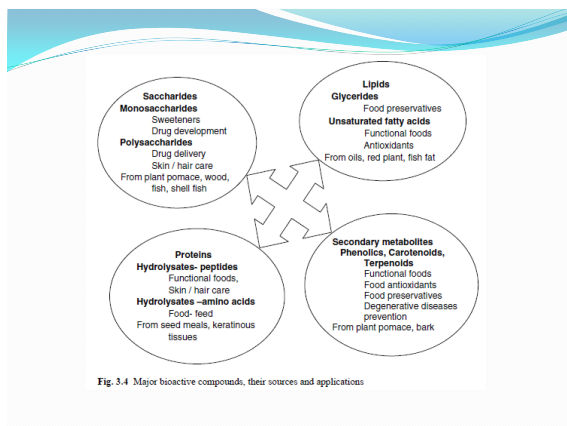 Saccharides
Monosaccharides
Sweeteners
Drug development
Polysaccharides
Drug delivery
Skin / hair care
From plant pomace, wood,
fish, shell fish
Lipids
Glycerides
Food preservatives
Unsaturated fatty acids
Functional foods
Antioxidants
From oils, red plant, fish fat
Proteins
Hydrolysates- peptides
Functional foods,
Skin / hair care
Hydrolysates –amino acids
Food- feed
From seed meals, keratinous
tissues
Secondary metabolites
Phenolics, Carotenoids,
Terpenoids
Functional foods
Food antioxidants
Food preservatives
Degenerative diseases
prevention
From plant pomace, bark
Fig. 3.4 Major bioactive compounds, their sources and applications